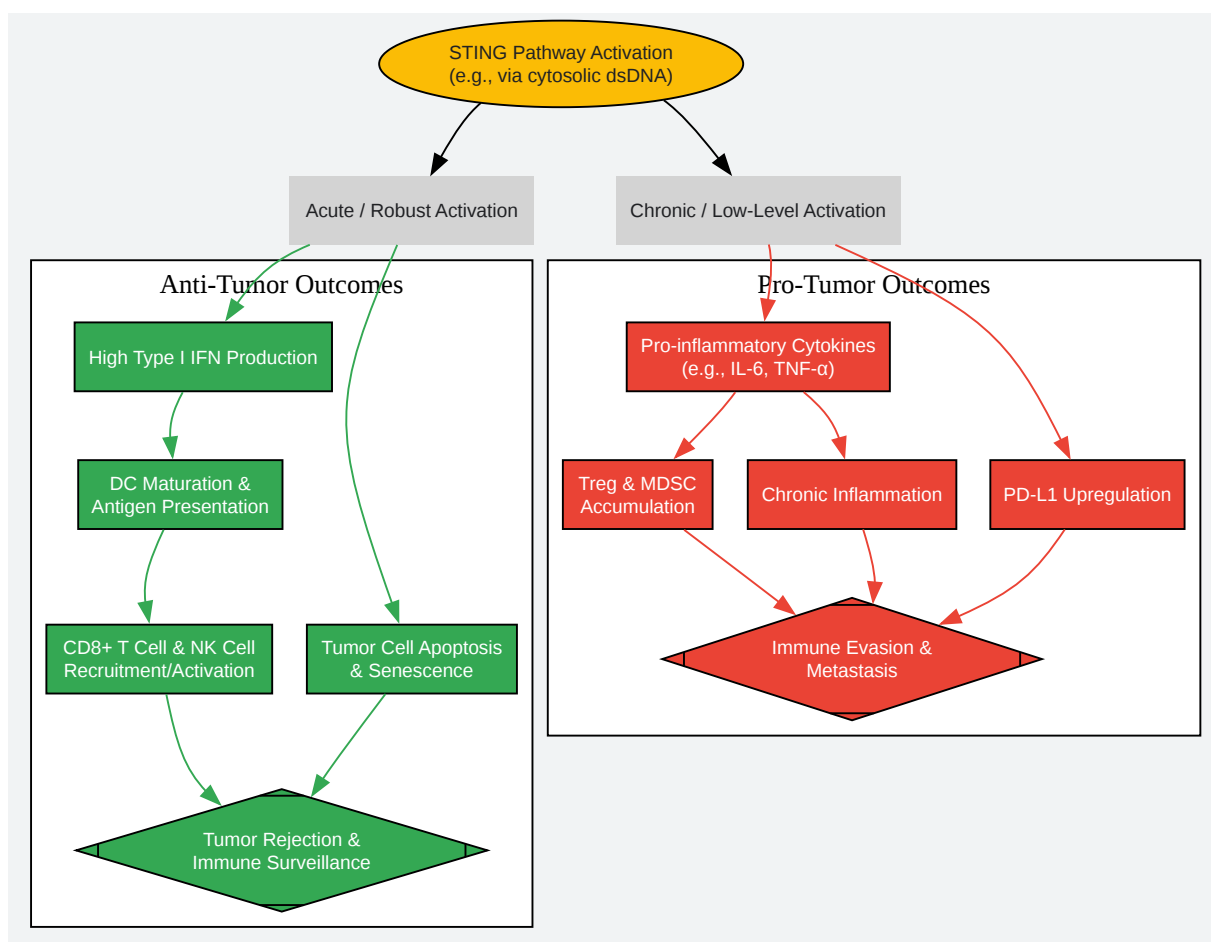 STING Pathway Activation
(e.g., via cytosolic dsDNA)
Acute / Robust Activation
Chronic / Low-Level Activation
Anti-Tumor Outcomes
High Type I IFN Production
DC Maturation &
Antigen Presentation
CD8+ T Cell & NK Cell
Recruitment/Activation
Tumor Cell Apoptosis
& Senescence
Tumor Rejection &
Immune Surveillance
Pro-Tumor Outcomes
Pro-inflammatory Cytokines
(e.g., IL-6, TNF-α)
Treg & MDSC
Accumulation
Chronic Inflammation
PD-L1 Upregulation
Immune Evasion &
Metastasis